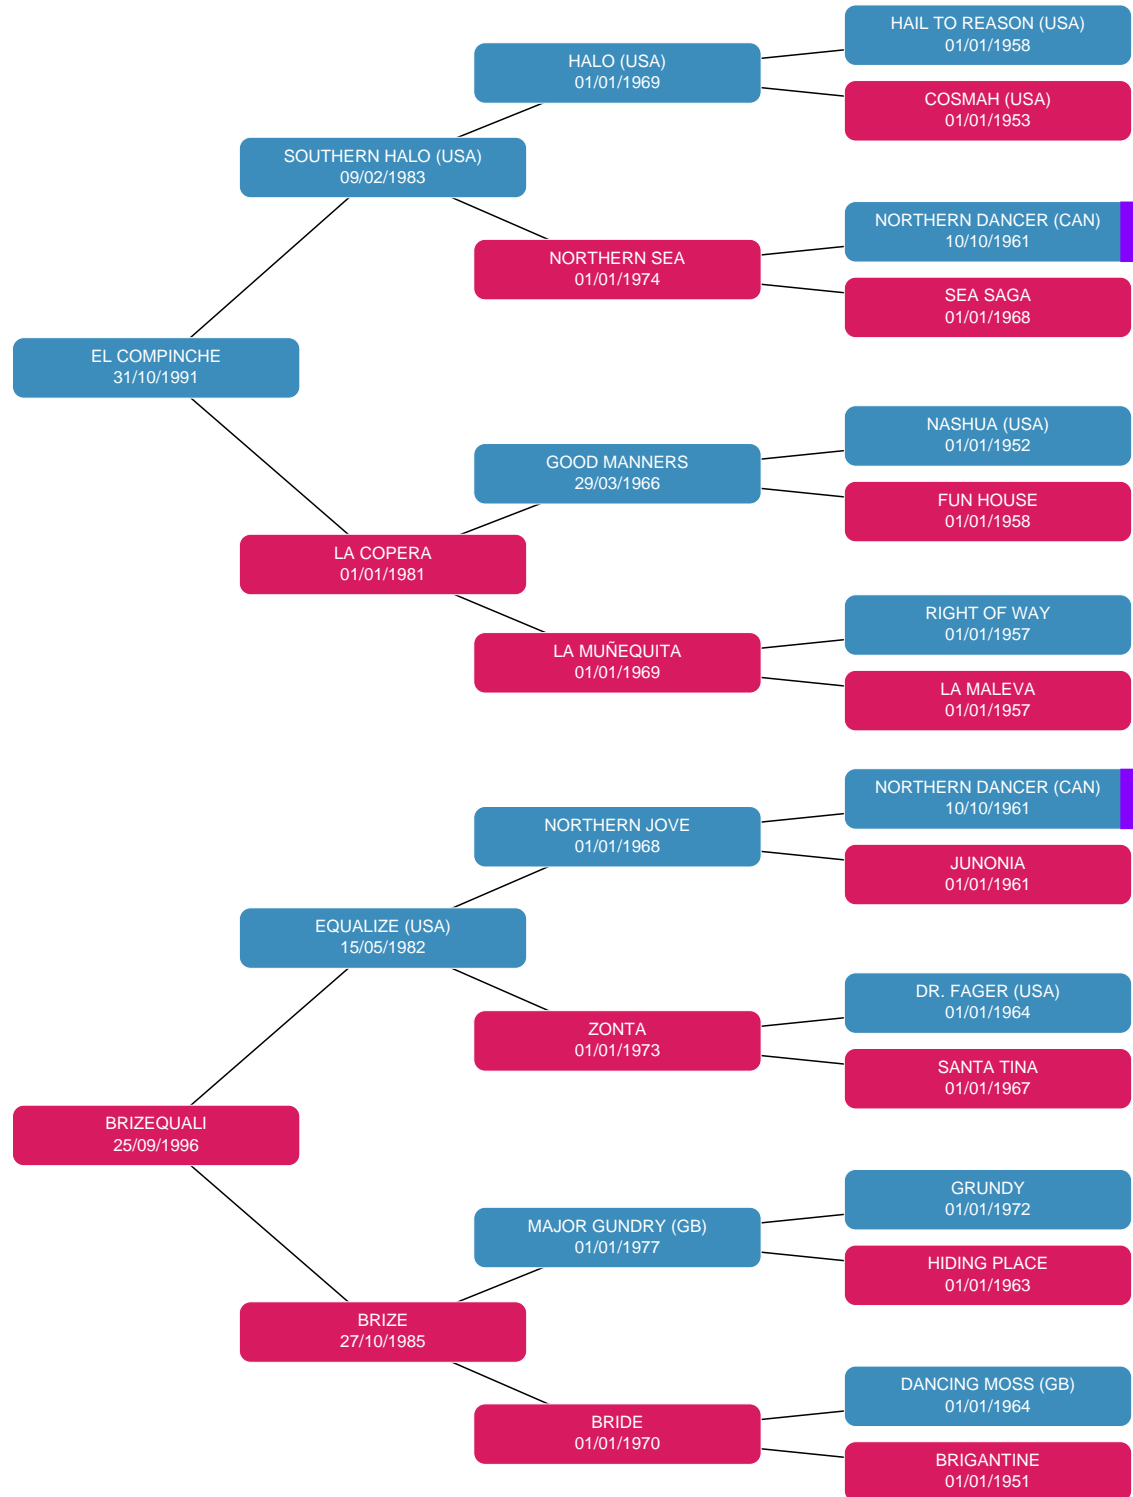 HAIL TO REASON (USA)
01/01/1958
HALO (USA)
01/01/1969
COSMAH (USA)
01/01/1953
SOUTHERN HALO (USA)
09/02/1983
NORTHERN DANCER (CAN)
10/10/1961
NORTHERN SEA
01/01/1974
SEA SAGA
01/01/1968
EL COMPINCHE
31/10/1991
NASHUA (USA)
01/01/1952
GOOD MANNERS
29/03/1966
FUN HOUSE
01/01/1958
LA COPERA
01/01/1981
RIGHT OF WAY
01/01/1957
LA MUÑEQUITA
01/01/1969
LA MALEVA
01/01/1957
NORTHERN DANCER (CAN)
10/10/1961
NORTHERN JOVE
01/01/1968
JUNONIA
01/01/1961
EQUALIZE (USA)
15/05/1982
DR. FAGER (USA)
01/01/1964
ZONTA
01/01/1973
SANTA TINA
01/01/1967
BRIZEQUALI
25/09/1996
GRUNDY
01/01/1972
MAJOR GUNDRY (GB)
01/01/1977
HIDING PLACE
01/01/1963
BRIZE
27/10/1985
DANCING MOSS (GB)
01/01/1964
BRIDE
01/01/1970
BRIGANTINE
01/01/1951